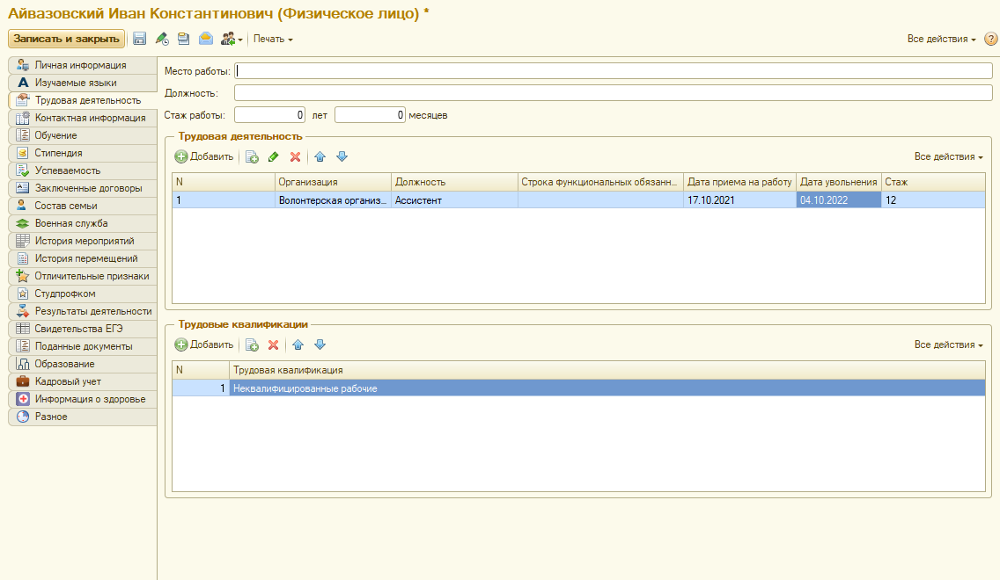 Айвазовский Иван Константинович (Физическое лицо) *
Записать и закрыть
Печать
Все действия
?
Личная информация
Изучаемые языки
Трудовая деятельность
Контактная информация
Обучение
Стипендия
Успеваемость
Заключенные договоры
Состав семьи
Военная служба
История мероприятий
История перемещений
Отличительные признаки
Студпрофком
Результаты деятельности
Свидетельства ЕГЭ
Поданные документы
Образование
Кадровый учет
Информация о здоровье
Разное
Место работы:
Должность:
Стаж работы: 0 лет 0 месяцев
Трудовая деятельность
Добавить Все действия
N Организация Должность Строка функциональных обязанн... Дата приема на работу Дата увольнения Стаж
1 Волонтерская организ... Ассистент 17.10.2021 04.10.2022 12
Трудовые квалификации
Добавить Все действия
N Трудовая квалификация
1 Неквалифицированные рабочие